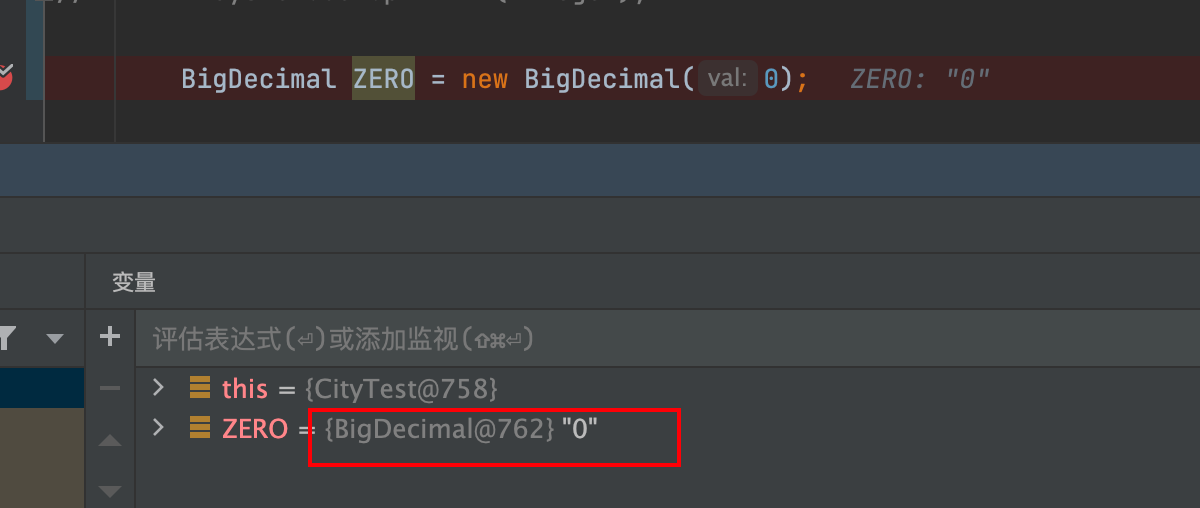 BigDecimal ZERO = new BigDecimal( val: 0);   ZERO: "0"
变量
评估表达式(⏎)或添加监视(⇧⌘⏎)
this = {CityTest@758}
ZERO = {BigDecimal@762} "0"